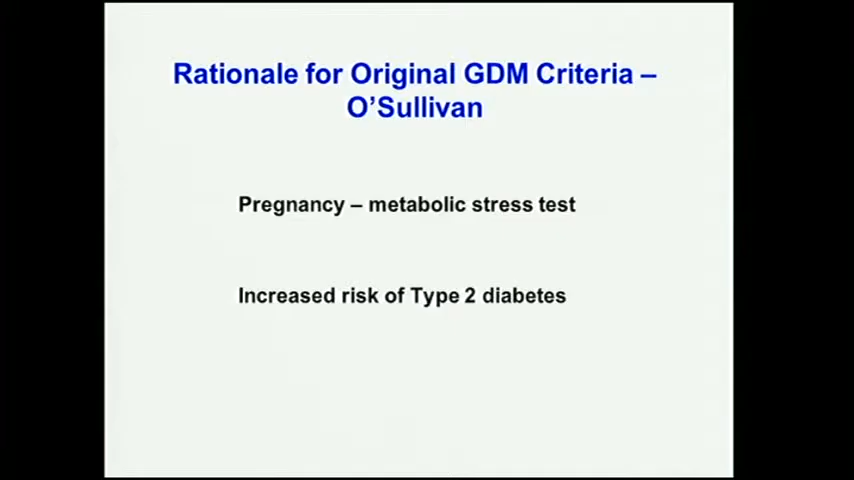 Rationale for Original GDM Criteria –
O'Sullivan
Pregnancy – metabolic stress test
Increased risk of Type 2 diabetes